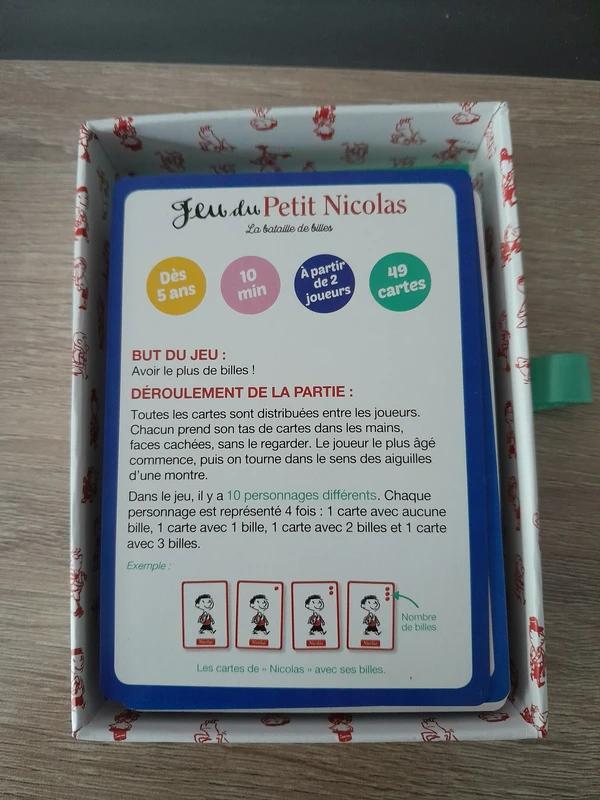 Jeu du Petit Nicolas
La bataille de billes
Dès
5 ans
10
min
À partir
de 2
joueurs
49
cartes
BUT DU JEU :
Avoir le plus de billes !
DÉROULEMENT DE LA PARTIE :
Toutes les cartes sont distribuées entre les joueurs.
Chacun prend son tas de cartes dans les mains,
faces cachées, sans le regarder. Le joueur le plus âgé
commence, puis on tourne dans le sens des aiguilles
d'une montre.
Dans le jeu, il y a 10 personnages différents. Chaque
personnage est représenté 4 fois : 1 carte avec aucune
bille, 1 carte avec 1 bille, 1 carte avec 2 billes et 1 carte
avec 3 billes.
Exemple :
Nicolas
Nicolas
Nicolas
Nicolas
Nombre
de billes
Les cartes de « Nicolas » avec ses billes.